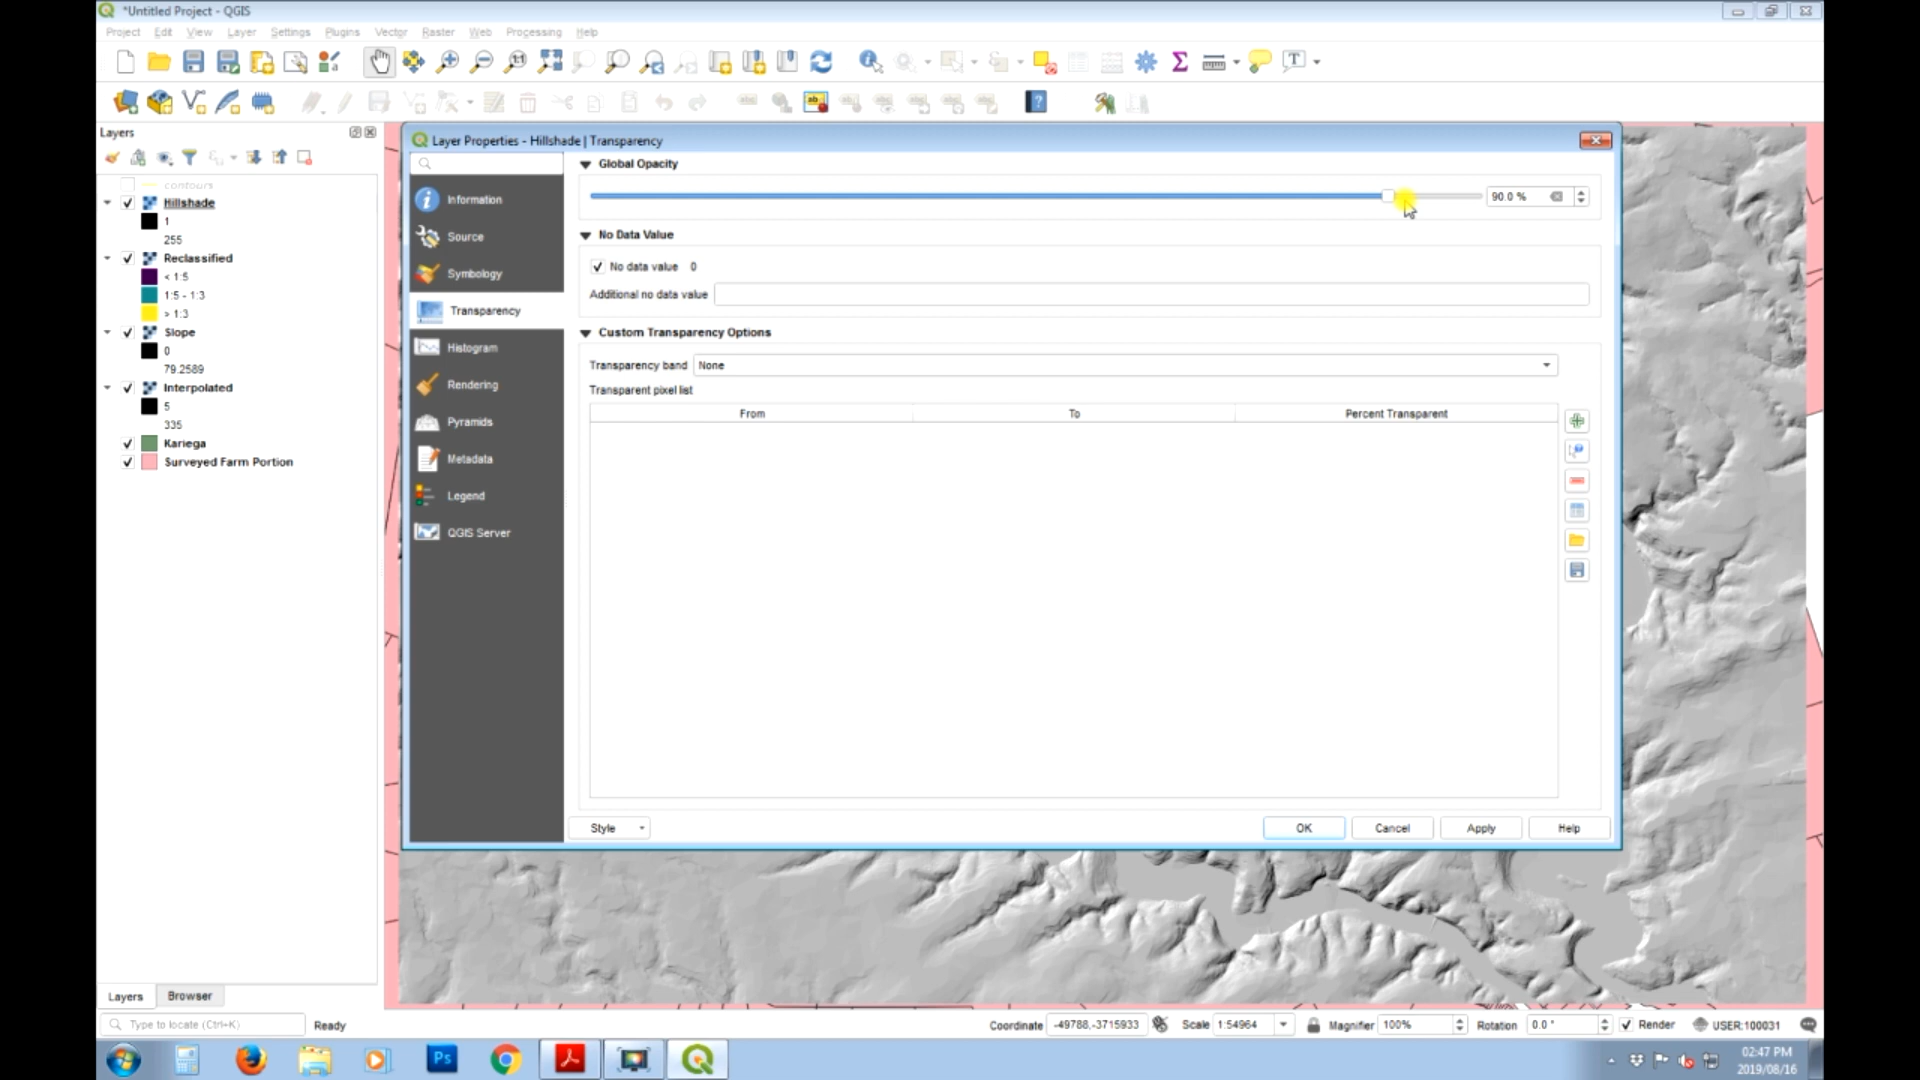 *Untitled Project - QGIS
Project Edit View Layer Settings Plugins Vector Raster Web Processing Help
Layers
contours
Hillshade
1
255
Reclassified
< 1:5
1:5 - 1:3
> 1:3
Slope
0
79.2589
Interpolated
5
335
Kariega
Surveyed Farm Portion
Layer Properties - Hillshade | Transparency
Information
Source
Symbology
Transparency
Histogram
Rendering
Pyramids
Metadata
Legend
QGIS Server
Global Opacity
90.0 %
No Data Value
No data value 0
Additional no data value
Custom Transparency Options
Transparency band None
Transparent pixel list
From To Percent Transparent
Style OK Cancel Apply Help
Layers Browser
Type to locate (Ctrl+K) Ready Coordinate -49788,-3715933 Scale 1:54964 Magnifier 100% Rotation 0.0 ° Render USER:100031
Ps
02:47 PM
2019/08/16